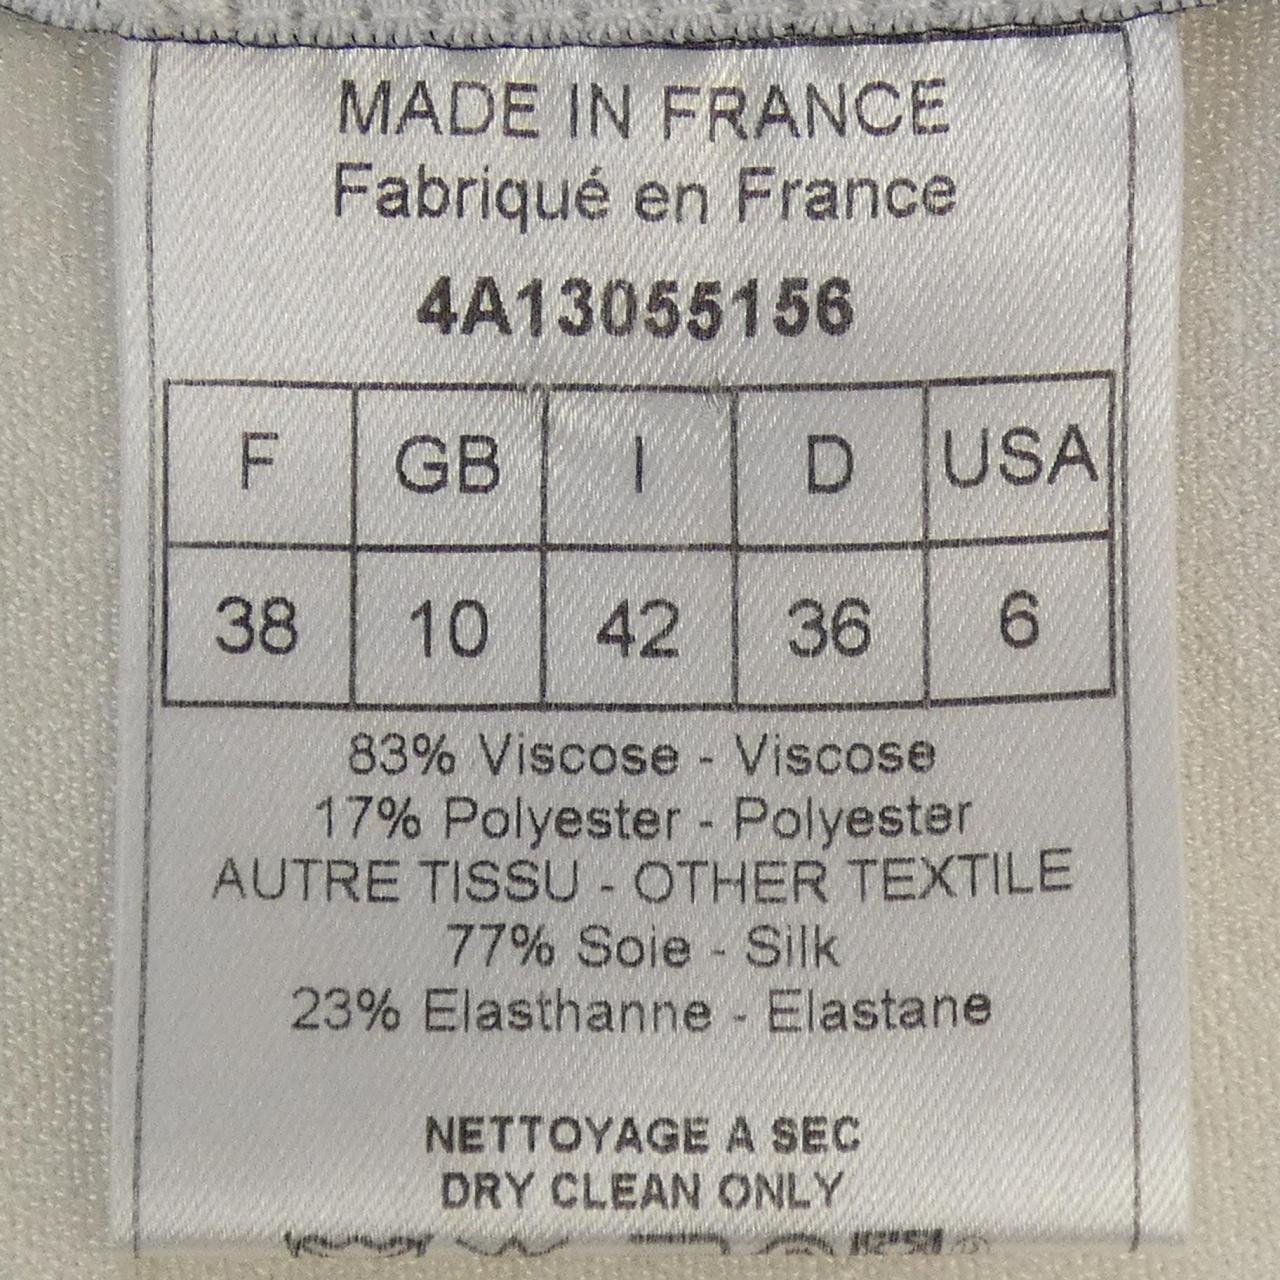 MADE IN FRANCE
Fabriqué en France
4A13055156
F GB I D USA
38 10 42 36 6
83% Viscose - Viscose
17% Polyester - Polyester
AUTRE TISSU - OTHER TEXTILE
77% Soie - Silk
23% Elasthanne - Elastane
NETTOYAGE A SEC
DRY CLEAN ONLY